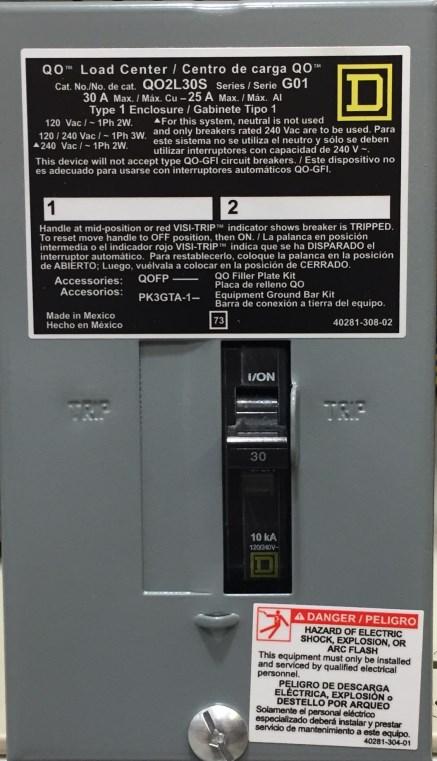 QO™ Load Center / Centro de carga QO™
Cat. No./No. de cat. QO2L30S Series / Serie G01
30 A Max. / Máx. Cu – 25 A Max. / Máx. Al
Type 1 Enclosure / Gabinete Tipo 1
120 Vac / ~ 1Ph 2W.
120 / 240 Vac / ~ 1Ph 3W.
▲240 Vac / ~ 1Ph 2W.
▲For this system, neutral is not used
and only breakers rated 240 Vac are to be used. Para
este sistema no se utiliza el neutro y sólo se deben
utilizar interruptores con capacidad de 240 V ~.
This device will not accept type QO-GFI circuit breakers. / Este dispositivo no
es adecuado para usarse con interruptores automáticos QO-GFI.
1 2
Handle at mid-position or red VISI-TRIP™ indicator shows breaker is TRIPPED.
To reset move handle to OFF position, then ON. / La palanca en posición
intermedia o el indicador rojo VISI-TRIP™ indica que se ha DISPARADO el
interruptor automático. Para restablecerlo, coloque la palanca en la posición
de ABIERTO; Luego, vuélvala a colocar en la posición de CERRADO.
Accessories: QOFP — QO Filler Plate Kit
Accesorios: Placa de relleno QO
PK3GTA-1– Equipment Ground Bar Kit
Barra de conexión a tierra del equipo.
Made in Mexico
Hecho en México
73
40281-308-02
D
I/ON
TRIP
TRIP
30
10 kA
120/240V~
D
⚠ DANGER / PELIGRO
HAZARD OF ELECTRIC
SHOCK, EXPLOSION, OR
ARC FLASH
This equipment must only be installed
and serviced by qualified electrical
personnel.
PELIGRO DE DESCARGA
ELÉCTRICA, EXPLOSIÓN o
DESTELLO POR ARQUEO
Solamente el personal eléctrico
especializado deberá instalar y prestar
servicio de mantenimiento a este equipo.
40281-304-01